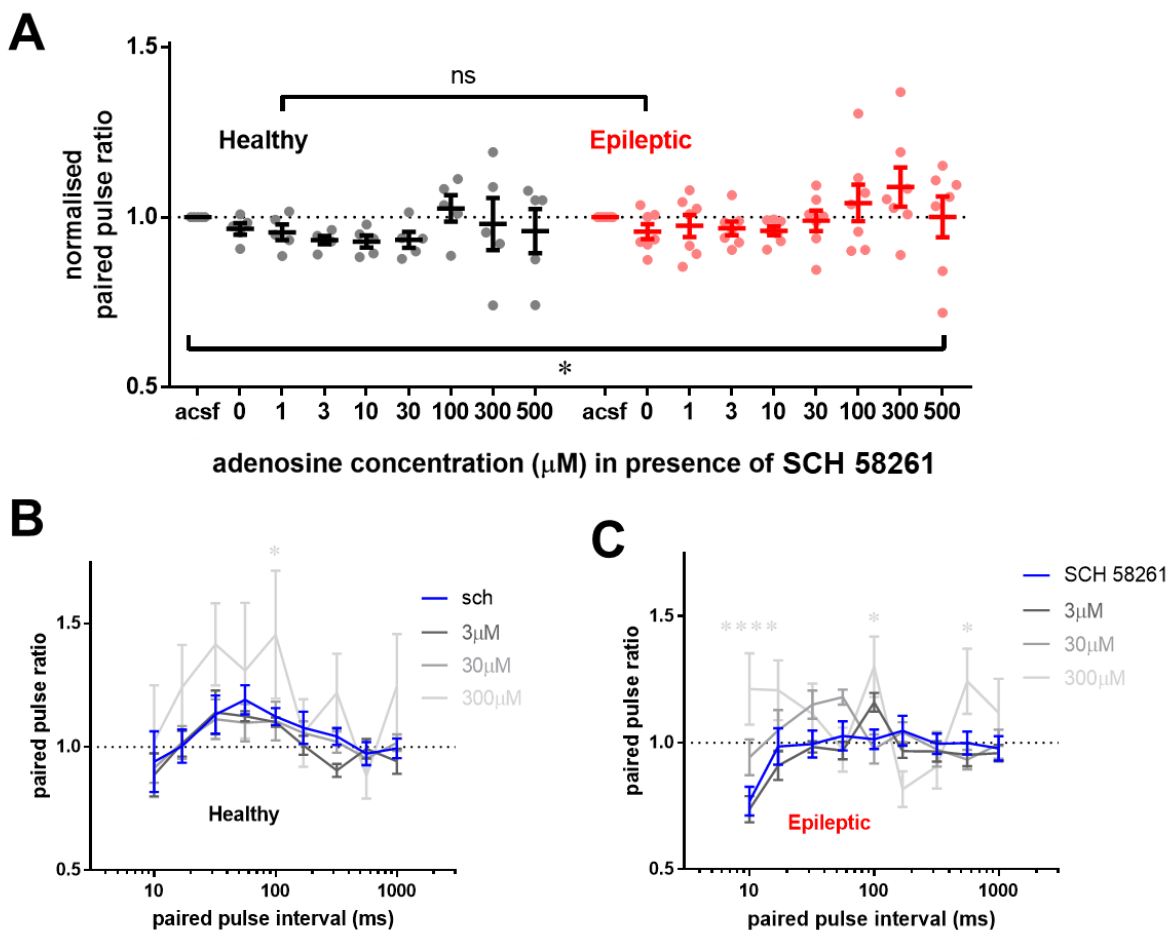 A
normalised
paired pulse ratio
1.5
1.0
0.5
ns
Healthy
Epileptic
*
acsf 0 1 3 10 30 100 300 500 acsf 0 1 3 10 30 100 300 500
adenosine concentration (μM) in presence of SCH 58261
B
paired pulse ratio
1.5
1.0
0.5
*
sch
3μM
30μM
300μM
Healthy
10 100 1000
paired pulse interval (ms)
C
paired pulse ratio
1.5
1.0
0.5
**** * *
SCH 58261
3μM
30μM
300μM
Epileptic
10 100 1000
paired pulse interval (ms)